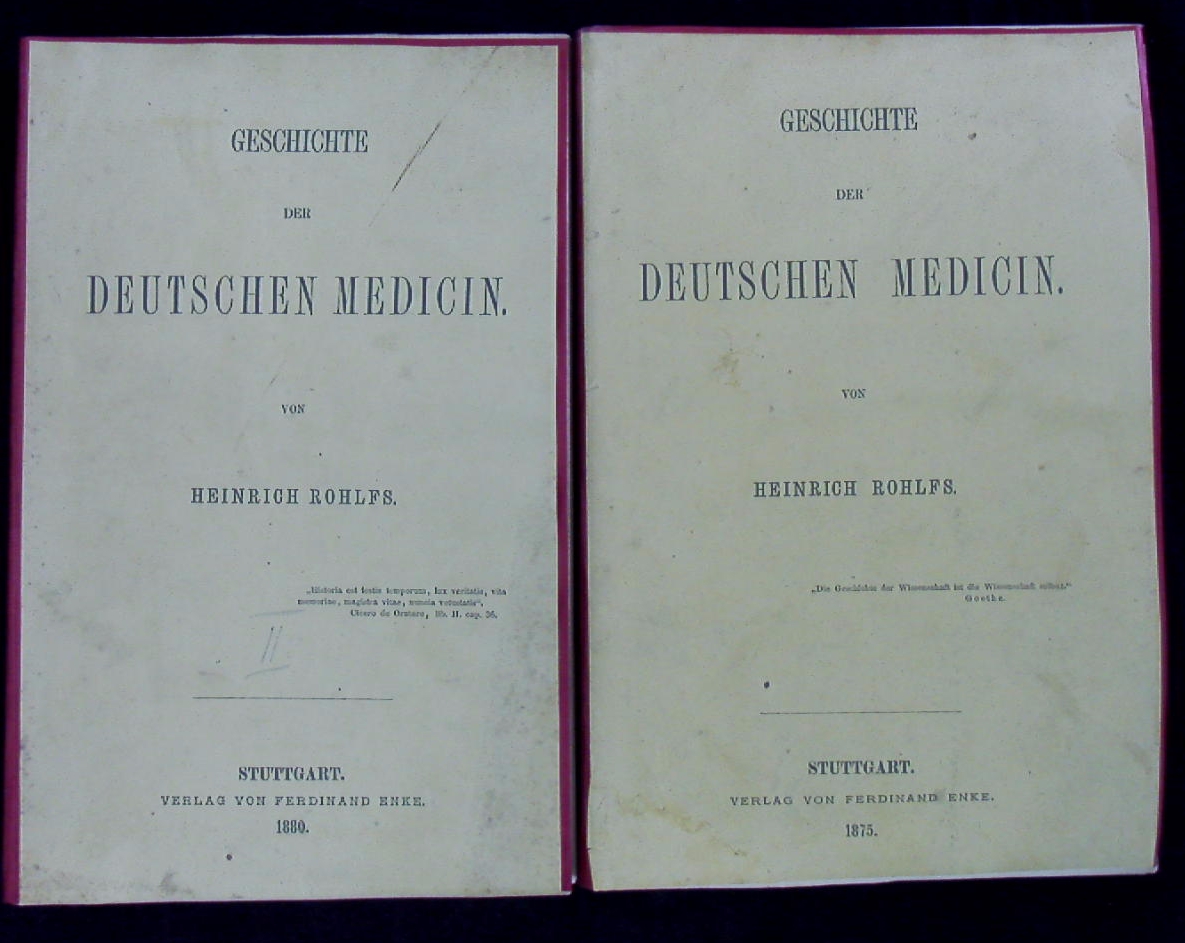 GESCHICHTE
DER
DEUTSCHEN MEDICIN.
VON
HEINRICH ROHLFS.
„Historia est testis temporum, lux veritatis, vita
memoriae, magistra vitae, nuncia vetustatis“,
Cicero de Oratore, lib. II. cap. 36.
II
STUTTGART.
VERLAG VON FERDINAND ENKE.
1880.
GESCHICHTE
DER
DEUTSCHEN MEDICIN.
VON
HEINRICH ROHLFS.
„Die Geschichte der Wissenschaft ist die Wissenschaft selbst.“
Goethe.
STUTTGART.
VERLAG VON FERDINAND ENKE.
1875.